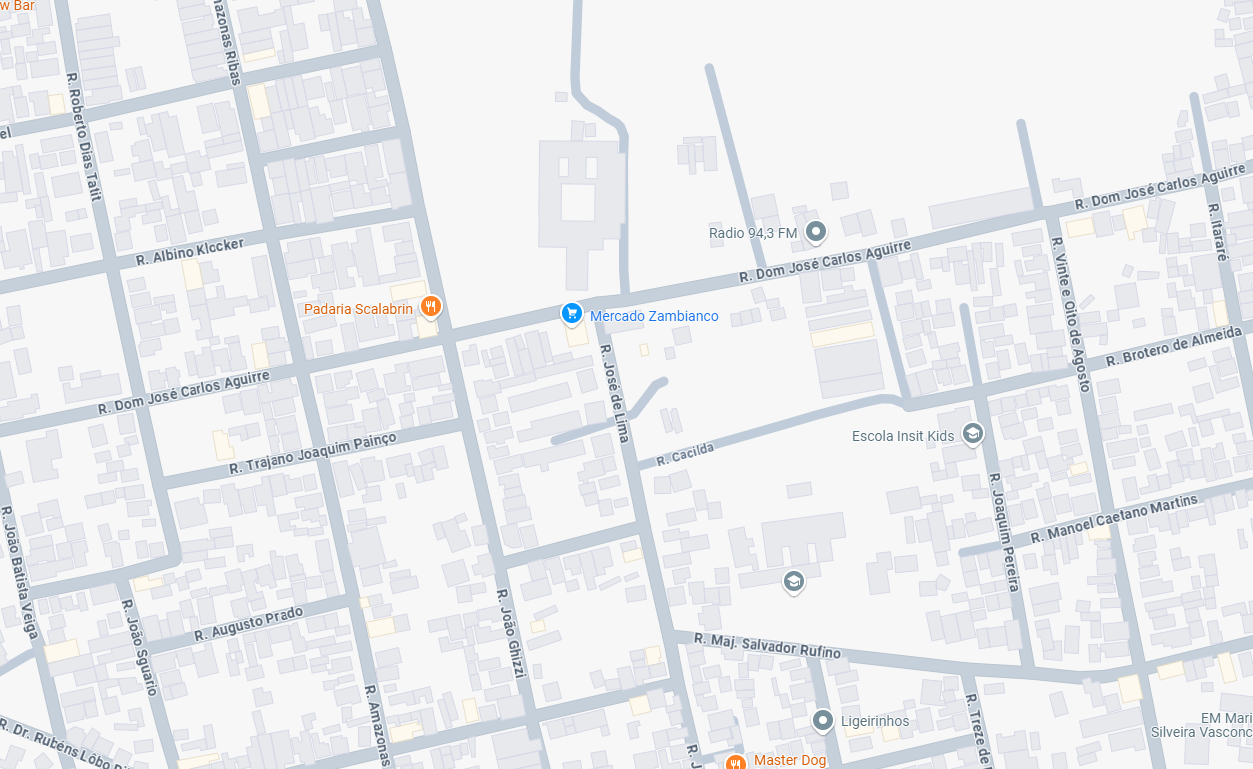 w Bar
mazonas Ribas
R. Roberto Dias Tatit
el
R. Dom José Carlos Aguirre
R. Itararé
Radio 94,3 FM
R. Albino Kloecker
R. Dom José Carlos Aguirre
R. Vinte e Oito de Agosto
Padaria Scalabrin
Mercado Zambianco
R. Brotero de Almeida
R. José de Lima
R. Dom José Carlos Aguirre
Escola Insit Kids
R. Trajano Joaquim Painço
R. Cacilda
R. João Batista Veiga
R. Joaquim Pereira
R. Manoel Caetano Martins
R. Augusto Prado
R. João Sguario
R. João Ghizzi
R. Maj. Salvador Rufino
R. Amazonas
R. Treze de
R. Dr. Rubéns Lôbo
Ligeirinhos
EM Mari
Silveira Vasconc
R. J
Master Dog